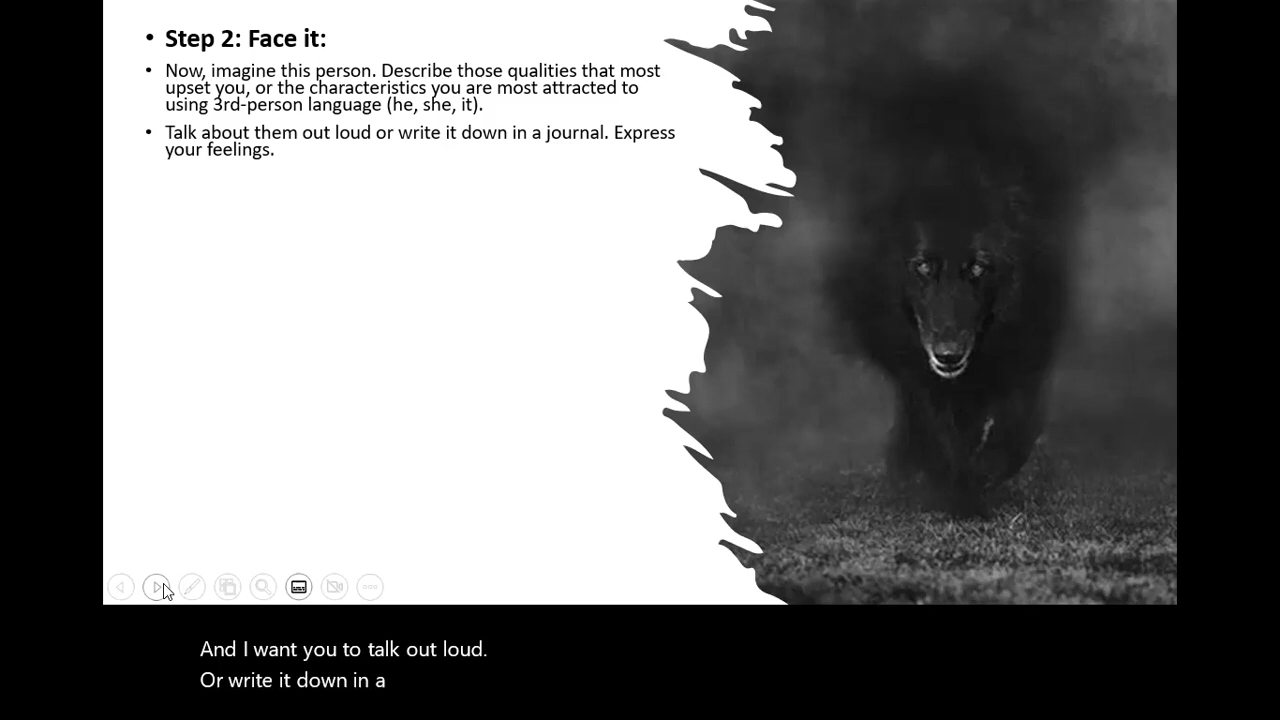 • Step 2: Face it:
• Now, imagine this person. Describe those qualities that most
upset you, or the characteristics you are most attracted to
using 3rd-person language (he, she, it).
• Talk about them out loud or write it down in a journal. Express
your feelings.
And I want you to talk out loud.
Or write it down in a